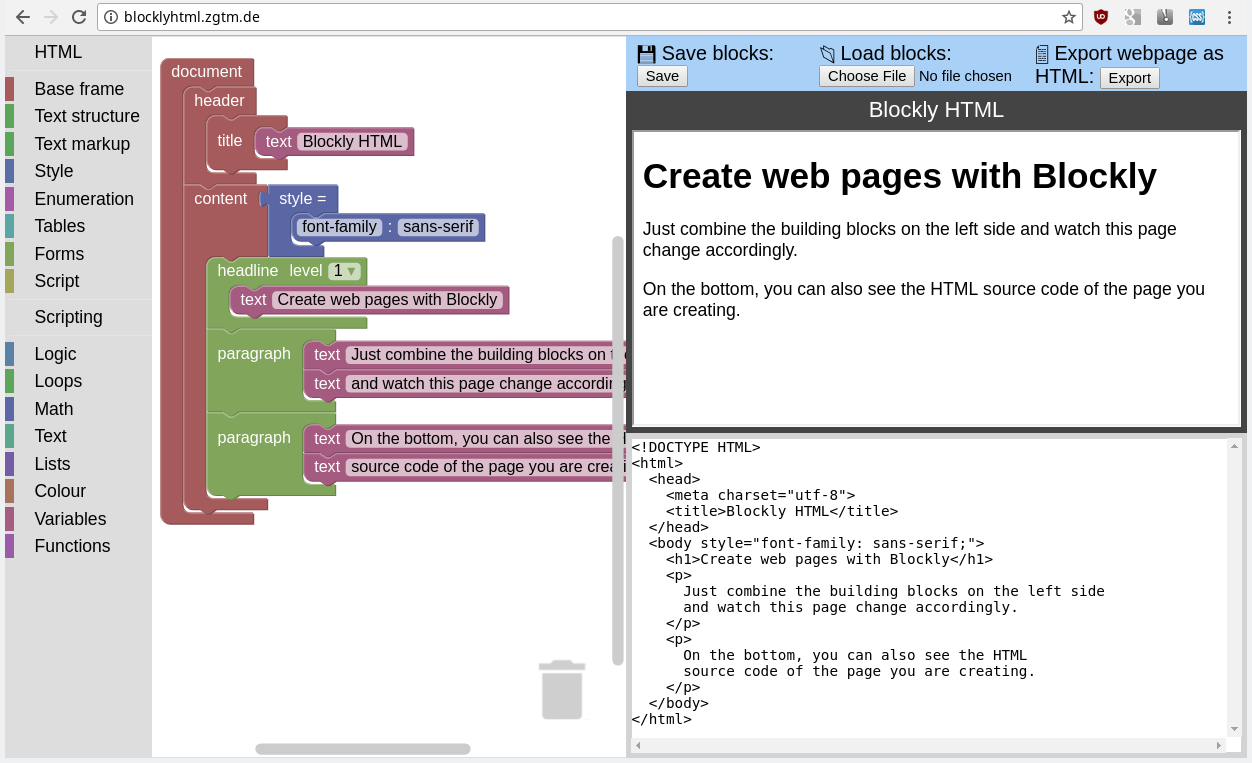 blocklyhtml.zgtm.de
HTML
Base frame
Text structure
Text markup
Style
Enumeration
Tables
Forms
Script
Scripting
Logic
Loops
Math
Text
Lists
Colour
Variables
Functions
document
header
title text Blockly HTML
content style =
font-family : sans-serif
headline level 1
text Create web pages with Blockly
paragraph text Just combine the building blocks on
text and watch this page change
paragraph text On the bottom, you can also see the
text source code of the page you are
Save blocks:
Save
Load blocks:
Choose File No file chosen
Export webpage as
HTML: Export
Blockly HTML
Create web pages with Blockly
Just combine the building blocks on the left side and watch this page
change accordingly.
On the bottom, you can also see the HTML source code of the page you
are creating.
<!DOCTYPE HTML>
<html>
<head>
<meta charset="utf-8">
<title>Blockly HTML</title>
</head>
<body style="font-family: sans-serif;">
<h1>Create web pages with Blockly</h1>
<p>
Just combine the building blocks on the left side
and watch this page change accordingly.
</p>
<p>
On the bottom, you can also see the HTML
source code of the page you are creating.
</p>
</body>
</html>